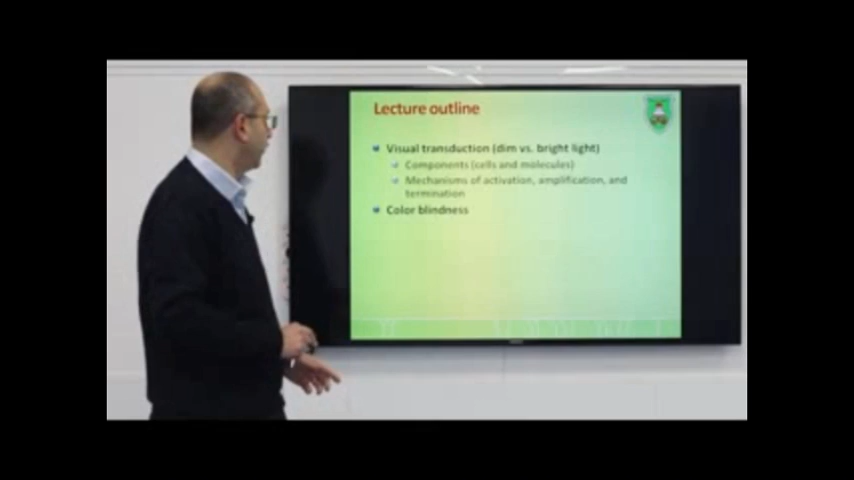 Lecture outline
Visual transduction (dim vs. bright light)
Components (cells and molecules)
Mechanisms of activation, amplification, and
termination
Color blindness